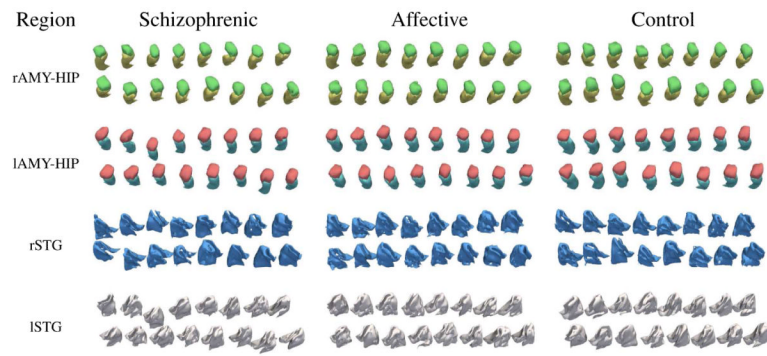 Region Schizophrenic Affective Control
rAMY-HIP
lAMY-HIP
rSTG
lSTG